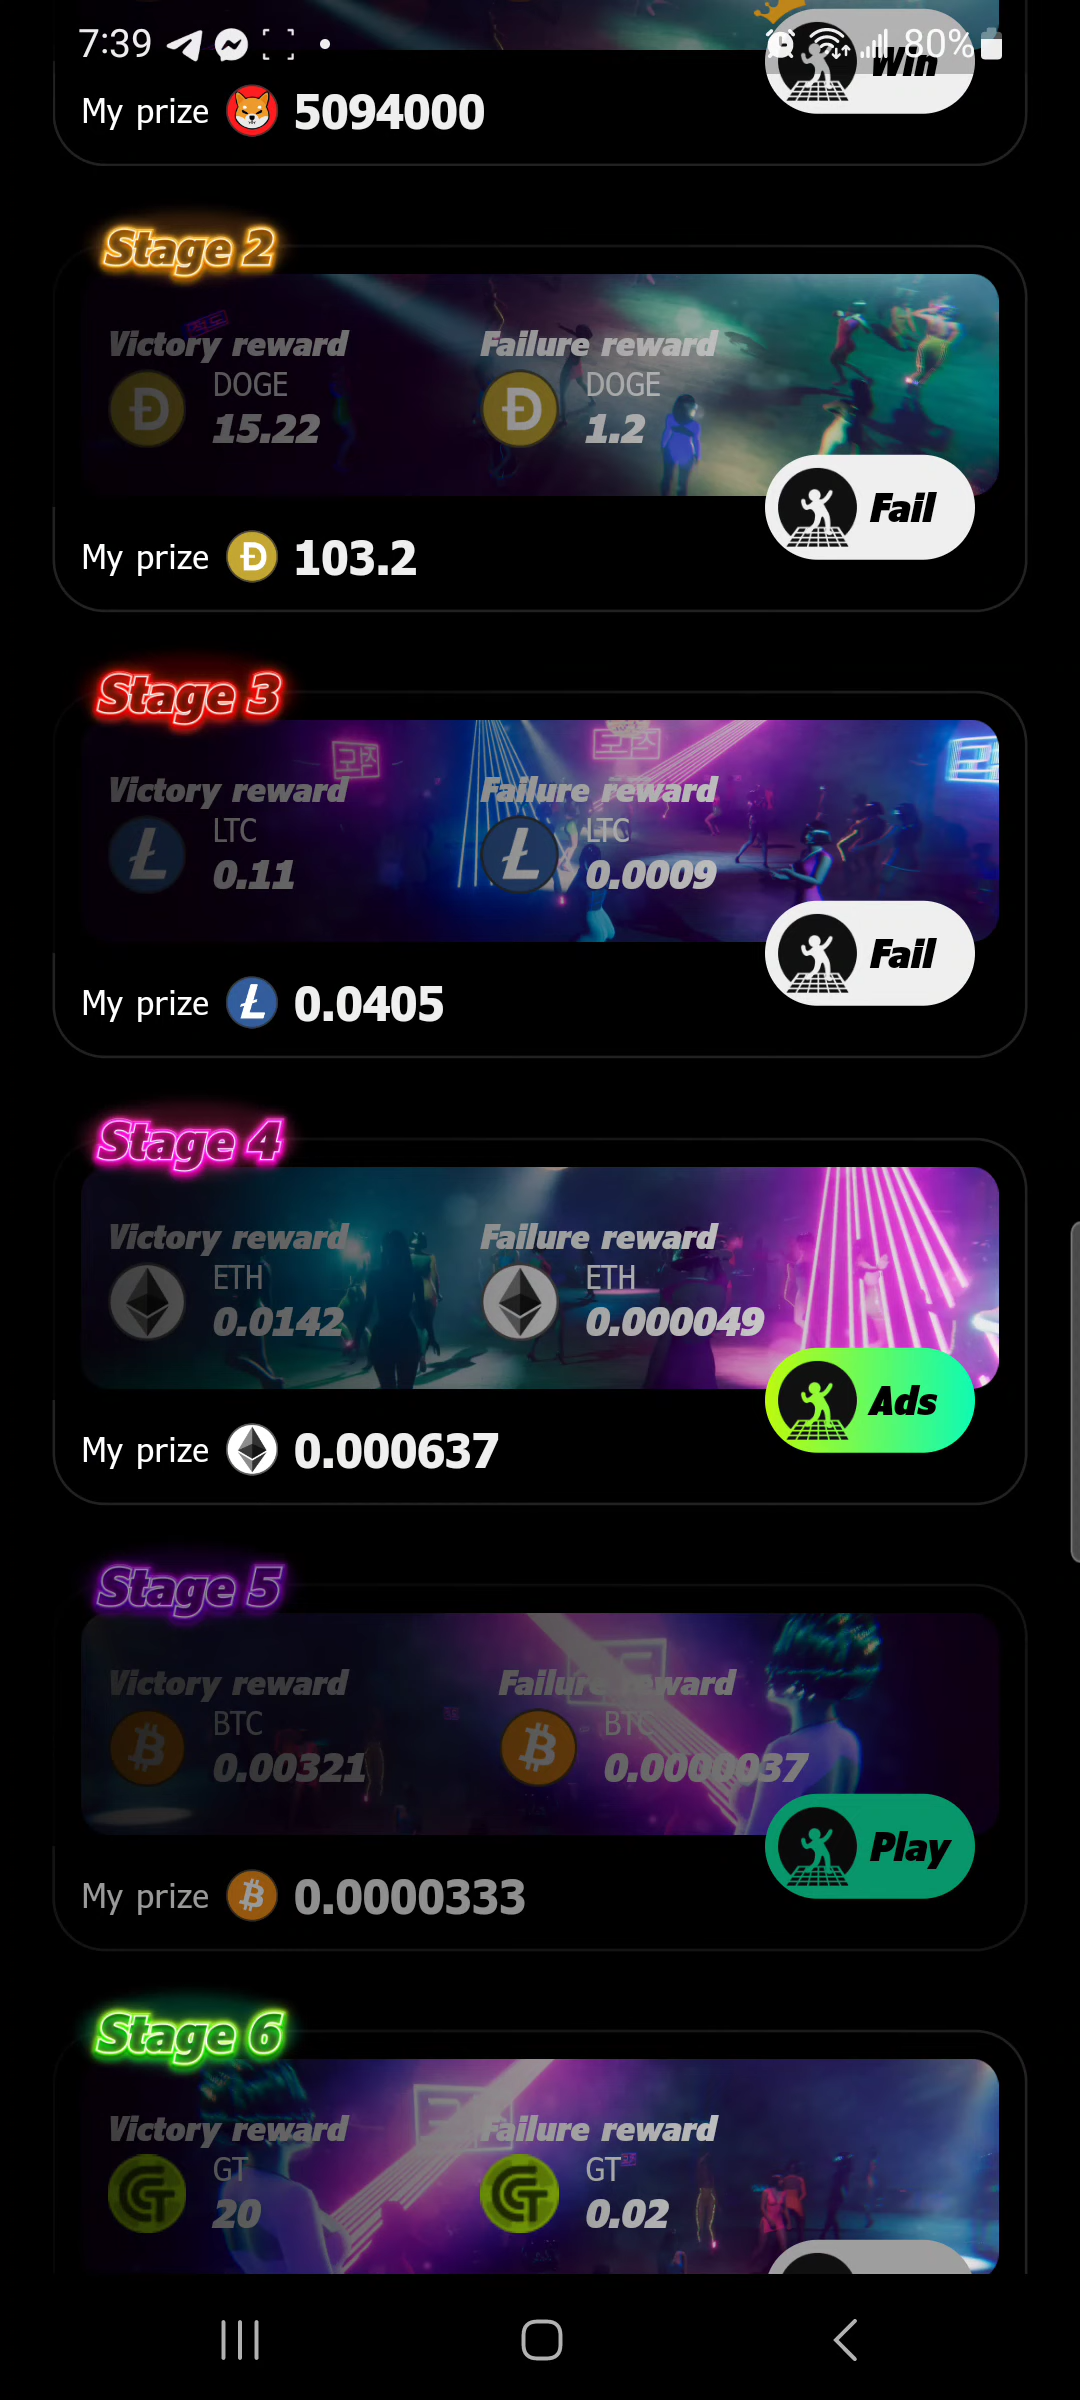 7:39
80%
Win
My prize 5094000
Stage 2
Victory reward Failure reward
DOGE DOGE
15.22 1.2
Fail
My prize 103.2
Stage 3
Victory reward Failure reward
LTC LTC
0.11 0.0009
Fail
My prize 0.0405
Stage 4
Victory reward Failure reward
ETH ETH
0.0142 0.000049
Ads
My prize 0.000637
Stage 5
Victory reward Failure reward
BTC BTC
0.00321 0.0000037
Play
My prize 0.0000333
Stage 6
Victory reward Failure reward
GT GT
20 0.02